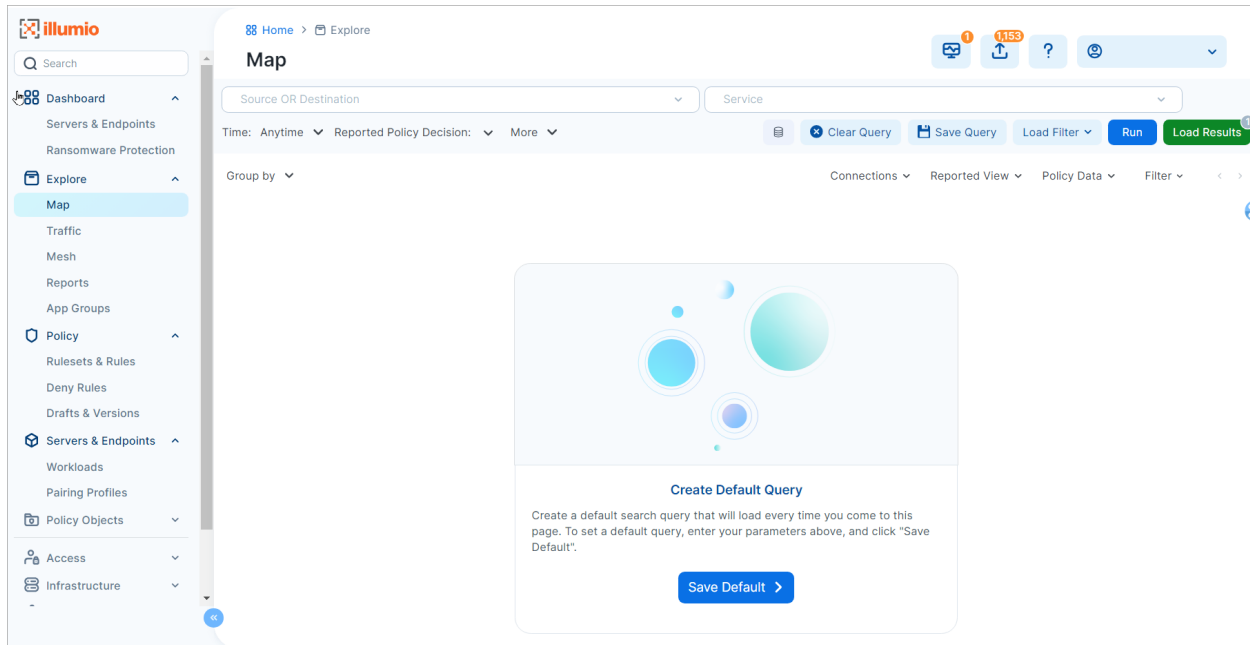 illumio
Search
Dashboard
Servers & Endpoints
Ransomware Protection
Explore
Map
Traffic
Mesh
Reports
App Groups
Policy
Rulesets & Rules
Deny Rules
Drafts & Versions
Servers & Endpoints
Workloads
Pairing Profiles
Policy Objects
Access
Infrastructure
Home > Explore
Map
1
1,153
?
Source OR Destination
Service
Time: Anytime Reported Policy Decision: More
Clear Query Save Query Load Filter Run Load Results
Group by
Connections Reported View Policy Data Filter
Create Default Query
Create a default search query that will load every time you come to this
page. To set a default query, enter your parameters above, and click "Save
Default".
Save Default